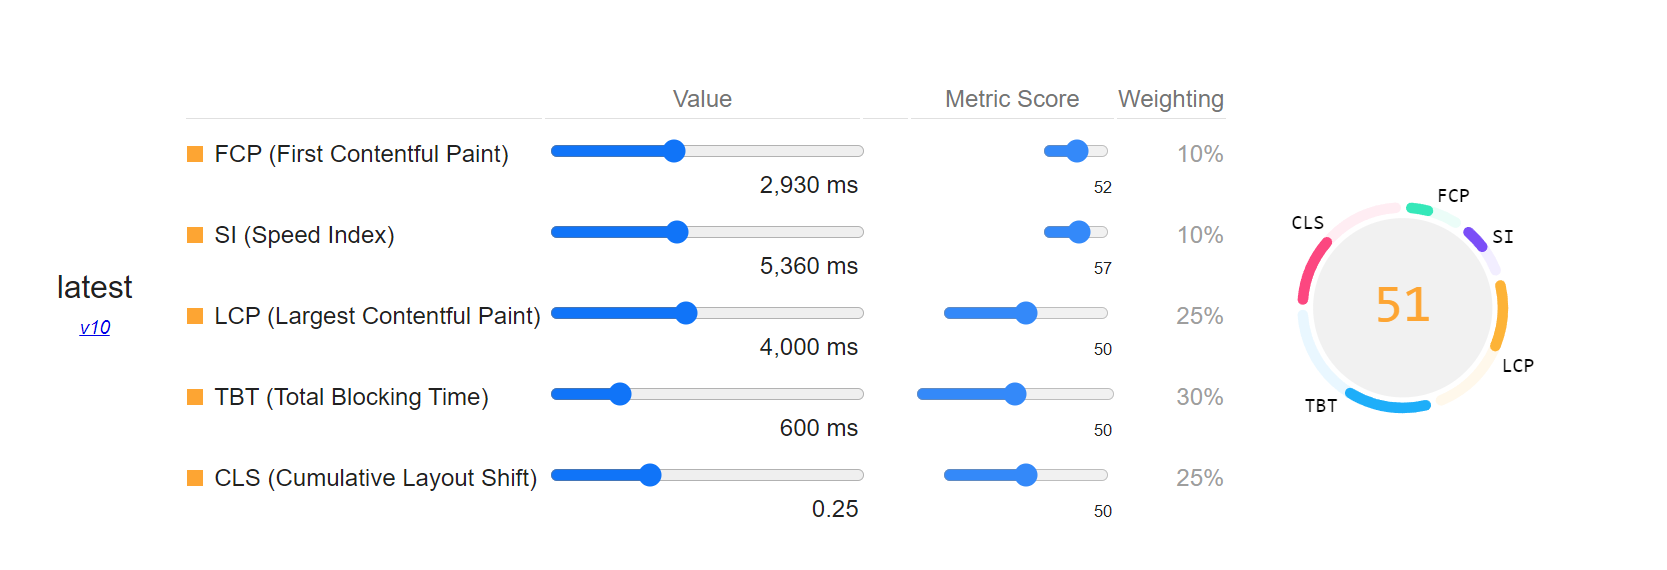 Value Metric Score Weighting
FCP (First Contentful Paint) 10%
2,930 ms 52
SI (Speed Index) 10%
5,360 ms 57
latest
v10
LCP (Largest Contentful Paint) 25%
4,000 ms 50
TBT (Total Blocking Time) 30%
600 ms 50
CLS (Cumulative Layout Shift) 25%
0.25 50
FCP
SI
LCP
TBT
CLS
51